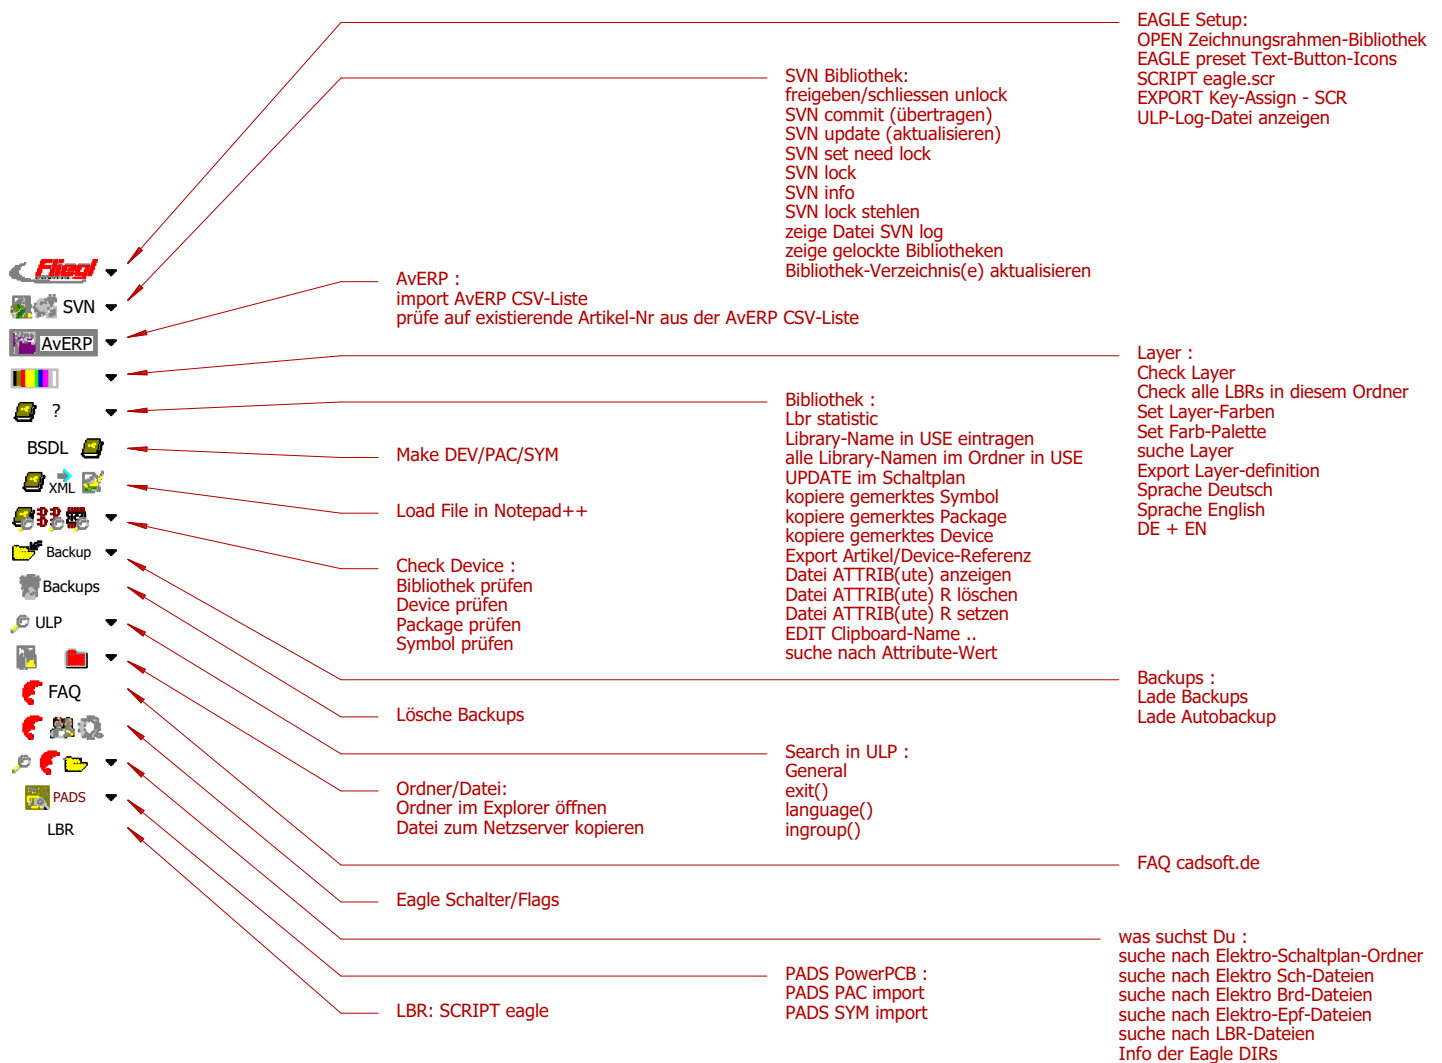 EAGLE Setup:
OPEN Zeichnungsrahmen-Bibliothek
EAGLE preset Text-Button-Icons
SCRIPT eagle.scr
EXPORT Key-Assign - SCR
ULP-Log-Datei anzeigen
SVN Bibliothek:
freigeben/schliessen unlock
SVN commit (übertragen)
SVN update (aktualisieren)
SVN set need lock
SVN lock
SVN info
SVN lock stehlen
zeige Datei SVN log
zeige gelockte Bibliotheken
Bibliothek-Verzeichnis(e) aktualisieren
AvERP :
import AvERP CSV-Liste
prüfe auf existierende Artikel-Nr aus der AvERP CSV-Liste
Layer :
Check Layer
Check alle LBRs in diesem Ordner
Set Layer-Farben
Set Farb-Palette
suche Layer
Export Layer-definition
Sprache Deutsch
Sprache English
DE + EN
Bibliothek :
Lbr statistic
Library-Name in USE eintragen
alle Library-Namen im Ordner in USE
UPDATE im Schaltplan
kopiere gemerktes Symbol
kopiere gemerktes Package
kopiere gemerktes Device
Export Artikel/Device-Referenz
Datei ATTRIB(ute) anzeigen
Datei ATTRIB(ute) R löschen
Datei ATTRIB(ute) R setzen
EDIT Clipboard-Name ..
suche nach Attribute-Wert
Make DEV/PAC/SYM
Load File in Notepad++
Check Device :
Bibliothek prüfen
Device prüfen
Package prüfen
Symbol prüfen
Backups :
Lade Backups
Lade Autobackup
Lösche Backups
Search in ULP :
General
exit()
language()
ingroup()
Ordner/Datei:
Ordner im Explorer öffnen
Datei zum Netzserver kopieren
FAQ cadsoft.de
Eagle Schalter/Flags
was suchst Du :
suche nach Elektro-Schaltplan-Ordner
suche nach Elektro Sch-Dateien
suche nach Elektro Brd-Dateien
suche nach Elektro-Epf-Dateien
suche nach LBR-Dateien
Info der Eagle DIRs
PADS PowerPCB :
PADS PAC import
PADS SYM import
LBR: SCRIPT eagle
Fliegl
SVN
AvERP
?
BSDL
XML
Backup
Backups
ULP
FAQ
PADS
LBR